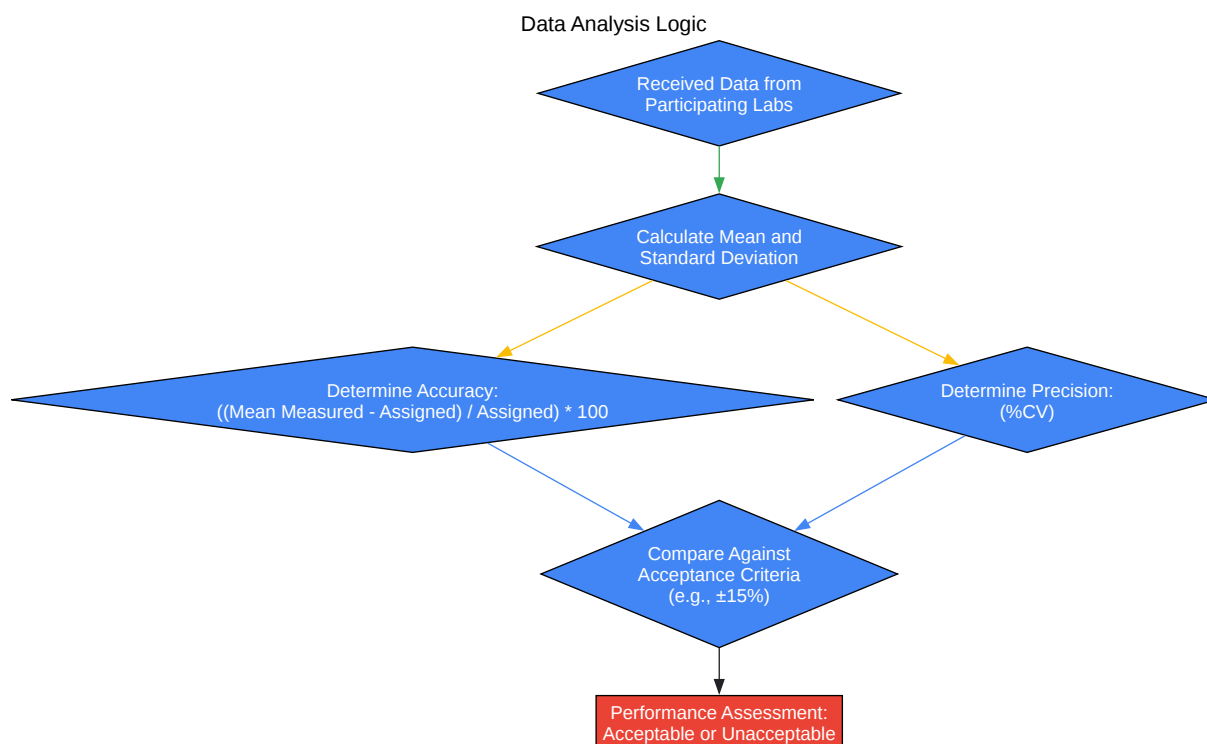 Data Analysis Logic
Received Data from
Participating Labs
Calculate Mean and
Standard Deviation
Determine Accuracy:
((Mean Measured - Assigned) / Assigned) * 100
Determine Precision:
(%CV)
Compare Against
Acceptance Criteria
(e.g., ±15%)
Performance Assessment:
Acceptable or Unacceptable